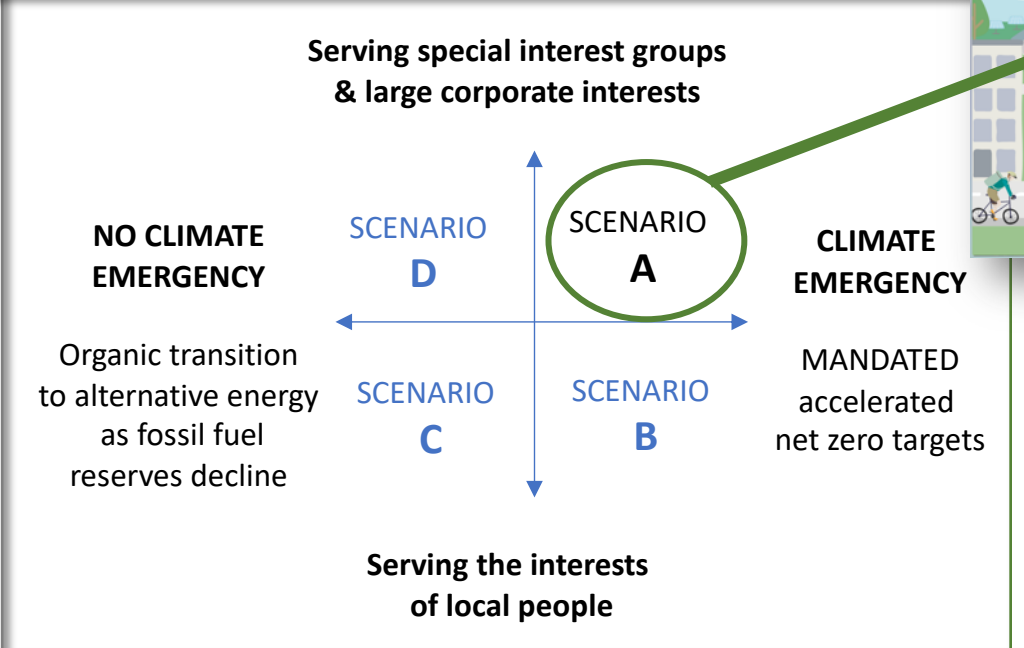 Serving special interest groups
& large corporate interests
NO CLIMATE
EMERGENCY
SCENARIO
D
SCENARIO
A
CLIMATE
EMERGENCY
Organic transition
to alternative energy
as fossil fuel
reserves decline
SCENARIO
C
SCENARIO
B
MANDATED
accelerated
net zero targets
Serving the interests
of local people